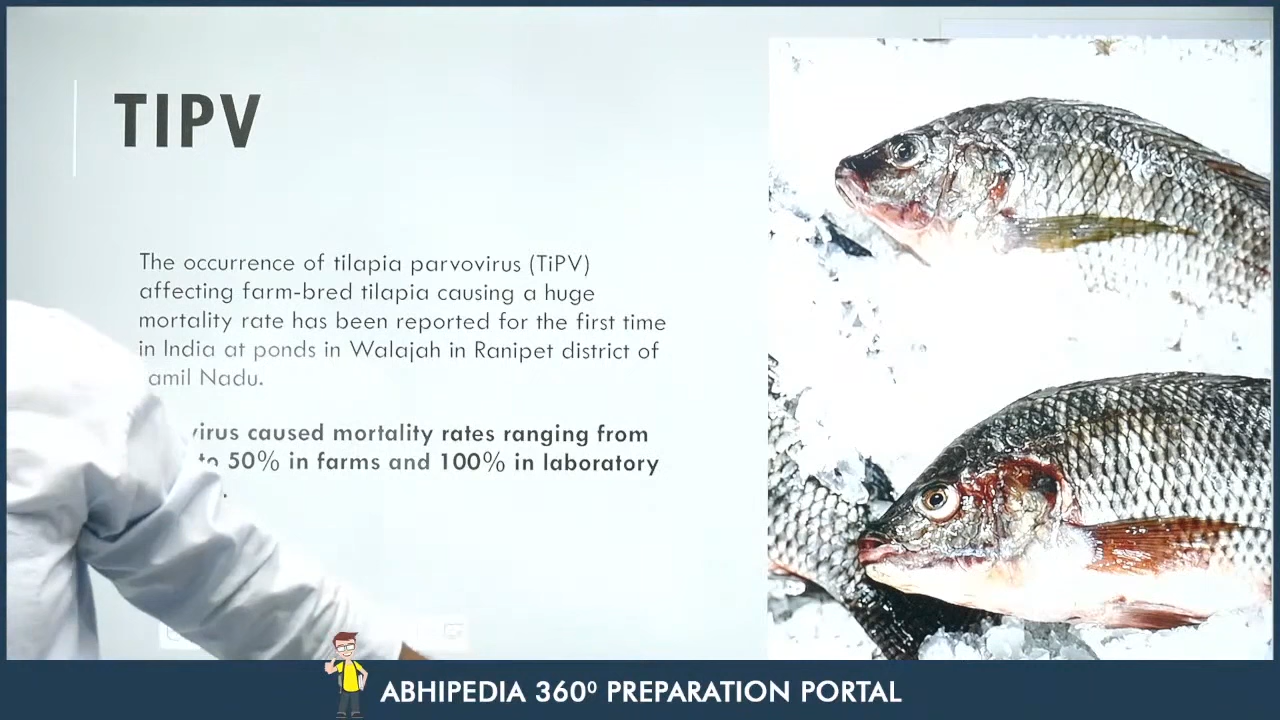 TIPV
The occurrence of tilapia parvovirus (TiPV)
affecting farm-bred tilapia causing a huge
mortality rate has been reported for the first time
in India at ponds in Walajah in Ranipet district of
amil Nadu.
virus caused mortality rates ranging from
to 50% in farms and 100% in laboratory
.
ABHIPEDIA 360º PREPARATION PORTAL